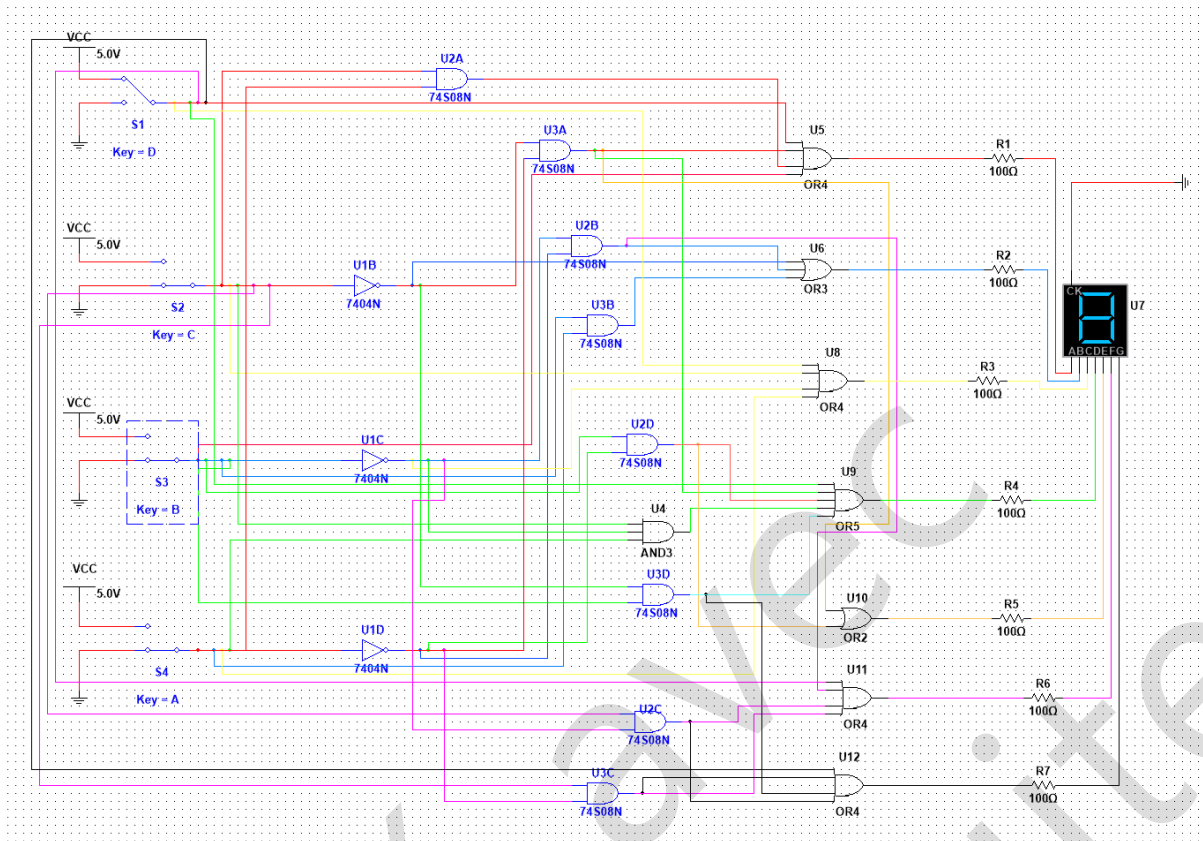 VCC
5.0V
S1
Key = D
VCC
5.0V
S2
Key = C
VCC
5.0V
S3
Key = B
VCC
5.0V
S4
Key = A
U1B
7404N
U1C
7404N
U1D
7404N
U2A
74S08N
U3A
74S08N
U2B
74S08N
U3B
74S08N
U2D
74S08N
U4
AND3
U3D
74S08N
U2C
74S08N
U3C
74S08N
U5
OR4
U6
OR3
U8
OR4
U9
OR5
U10
OR2
U11
OR4
U12
OR4
R1
100Ω
R2
100Ω
R3
100Ω
R4
100Ω
R5
100Ω
R6
100Ω
R7
100Ω
CK
U7
ABCDEFG
avec